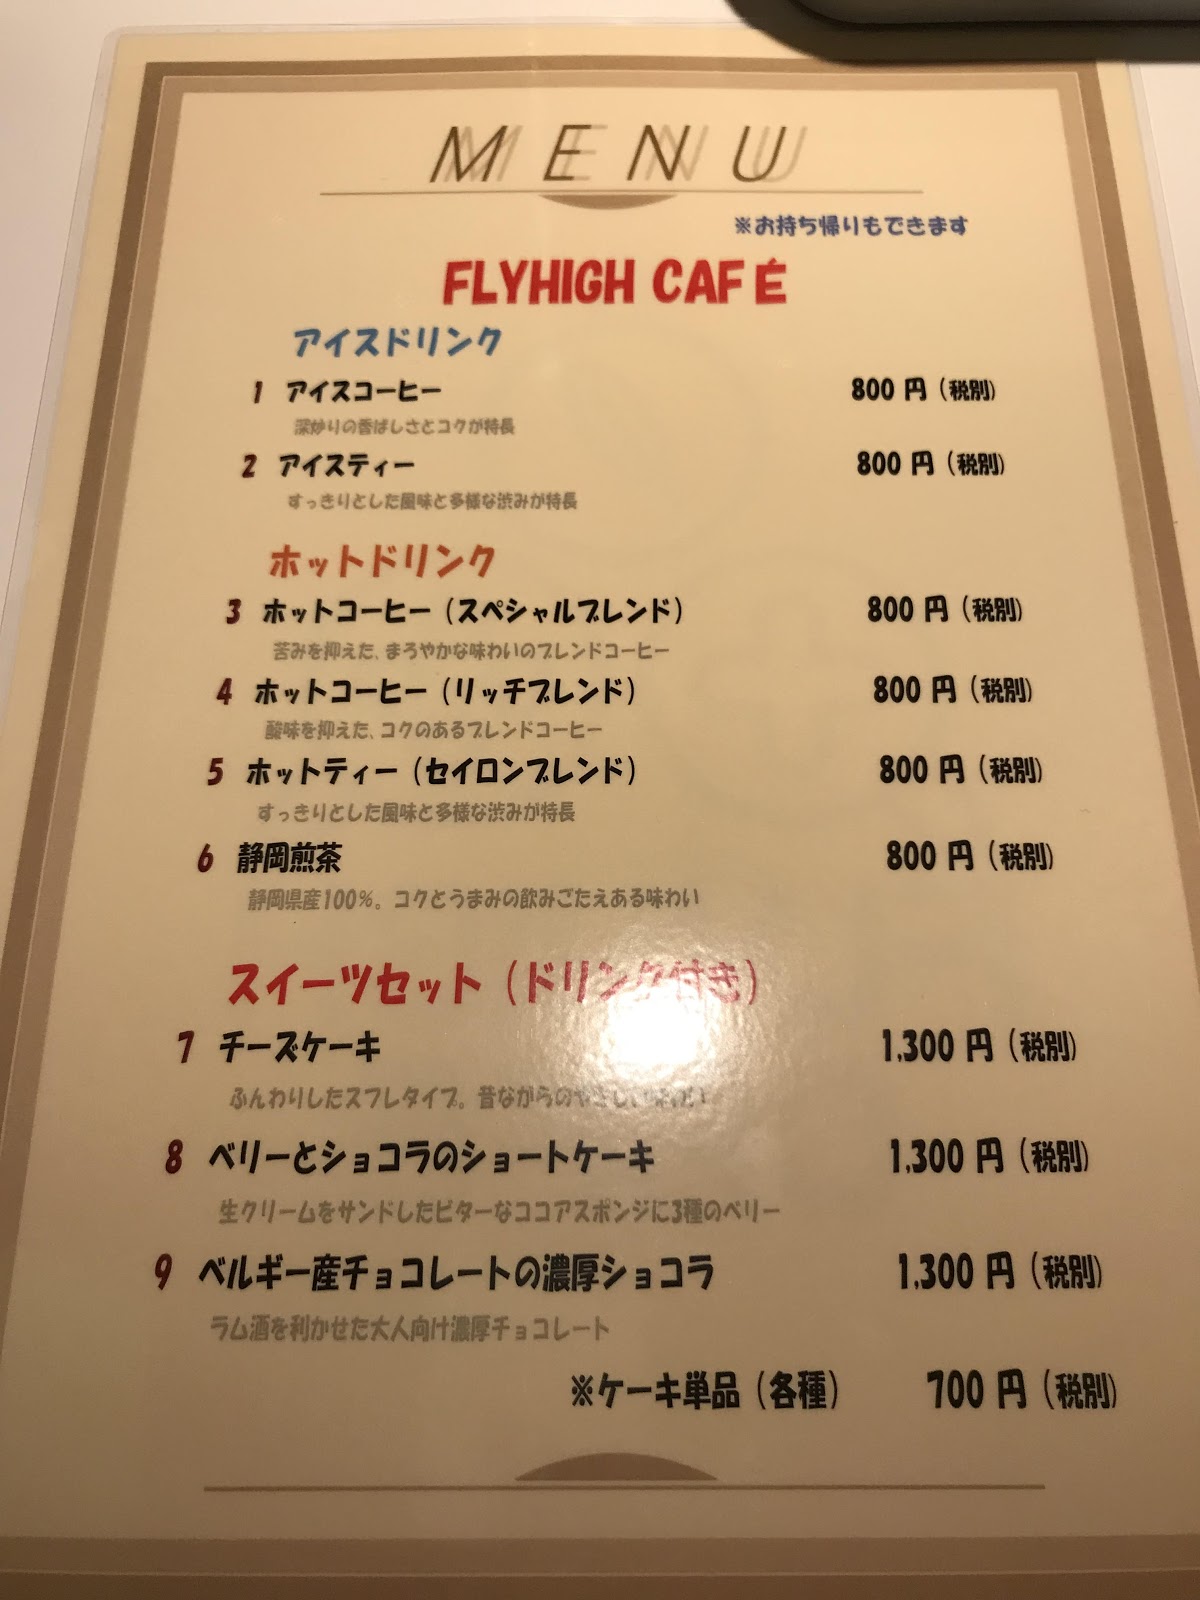 MENU
※お持ち帰りもできます
FLYHIGH CAFÉ
アイスドリンク
1 アイスコーヒー 800 円（税別）
深炒りの香ばしさとコクが特長
2 アイスティー 800 円（税別）
すっきりとした風味と多様な渋みが特長
ホットドリンク
3 ホットコーヒー（スペシャルブレンド） 800 円（税別）
苦みを抑えた、まろやかな味わいのブレンドコーヒー
4 ホットコーヒー（リッチブレンド） 800 円（税別）
酸味を抑えた、コクのあるブレンドコーヒー
5 ホットティー（セイロンブレンド） 800 円（税別）
すっきりとした風味と多様な渋みが特長
6 静岡煎茶 800 円（税別）
静岡県産100％。コクとうまみの飲みごたえある味わい
スイーツセット（ドリンク付き）
7 チーズケーキ 1,300 円（税別）
ふんわりしたスフレタイプ。昔ながらのやさしい味わい
8 ベリーとショコラのショートケーキ 1,300 円（税別）
生クリームをサンドしたビターなココアスポンジに3種のベリー
9 ベルギー産チョコレートの濃厚ショコラ 1,300 円（税別）
ラム酒を利かせた大人向け濃厚チョコレート
※ケーキ単品（各種） 700 円（税別）